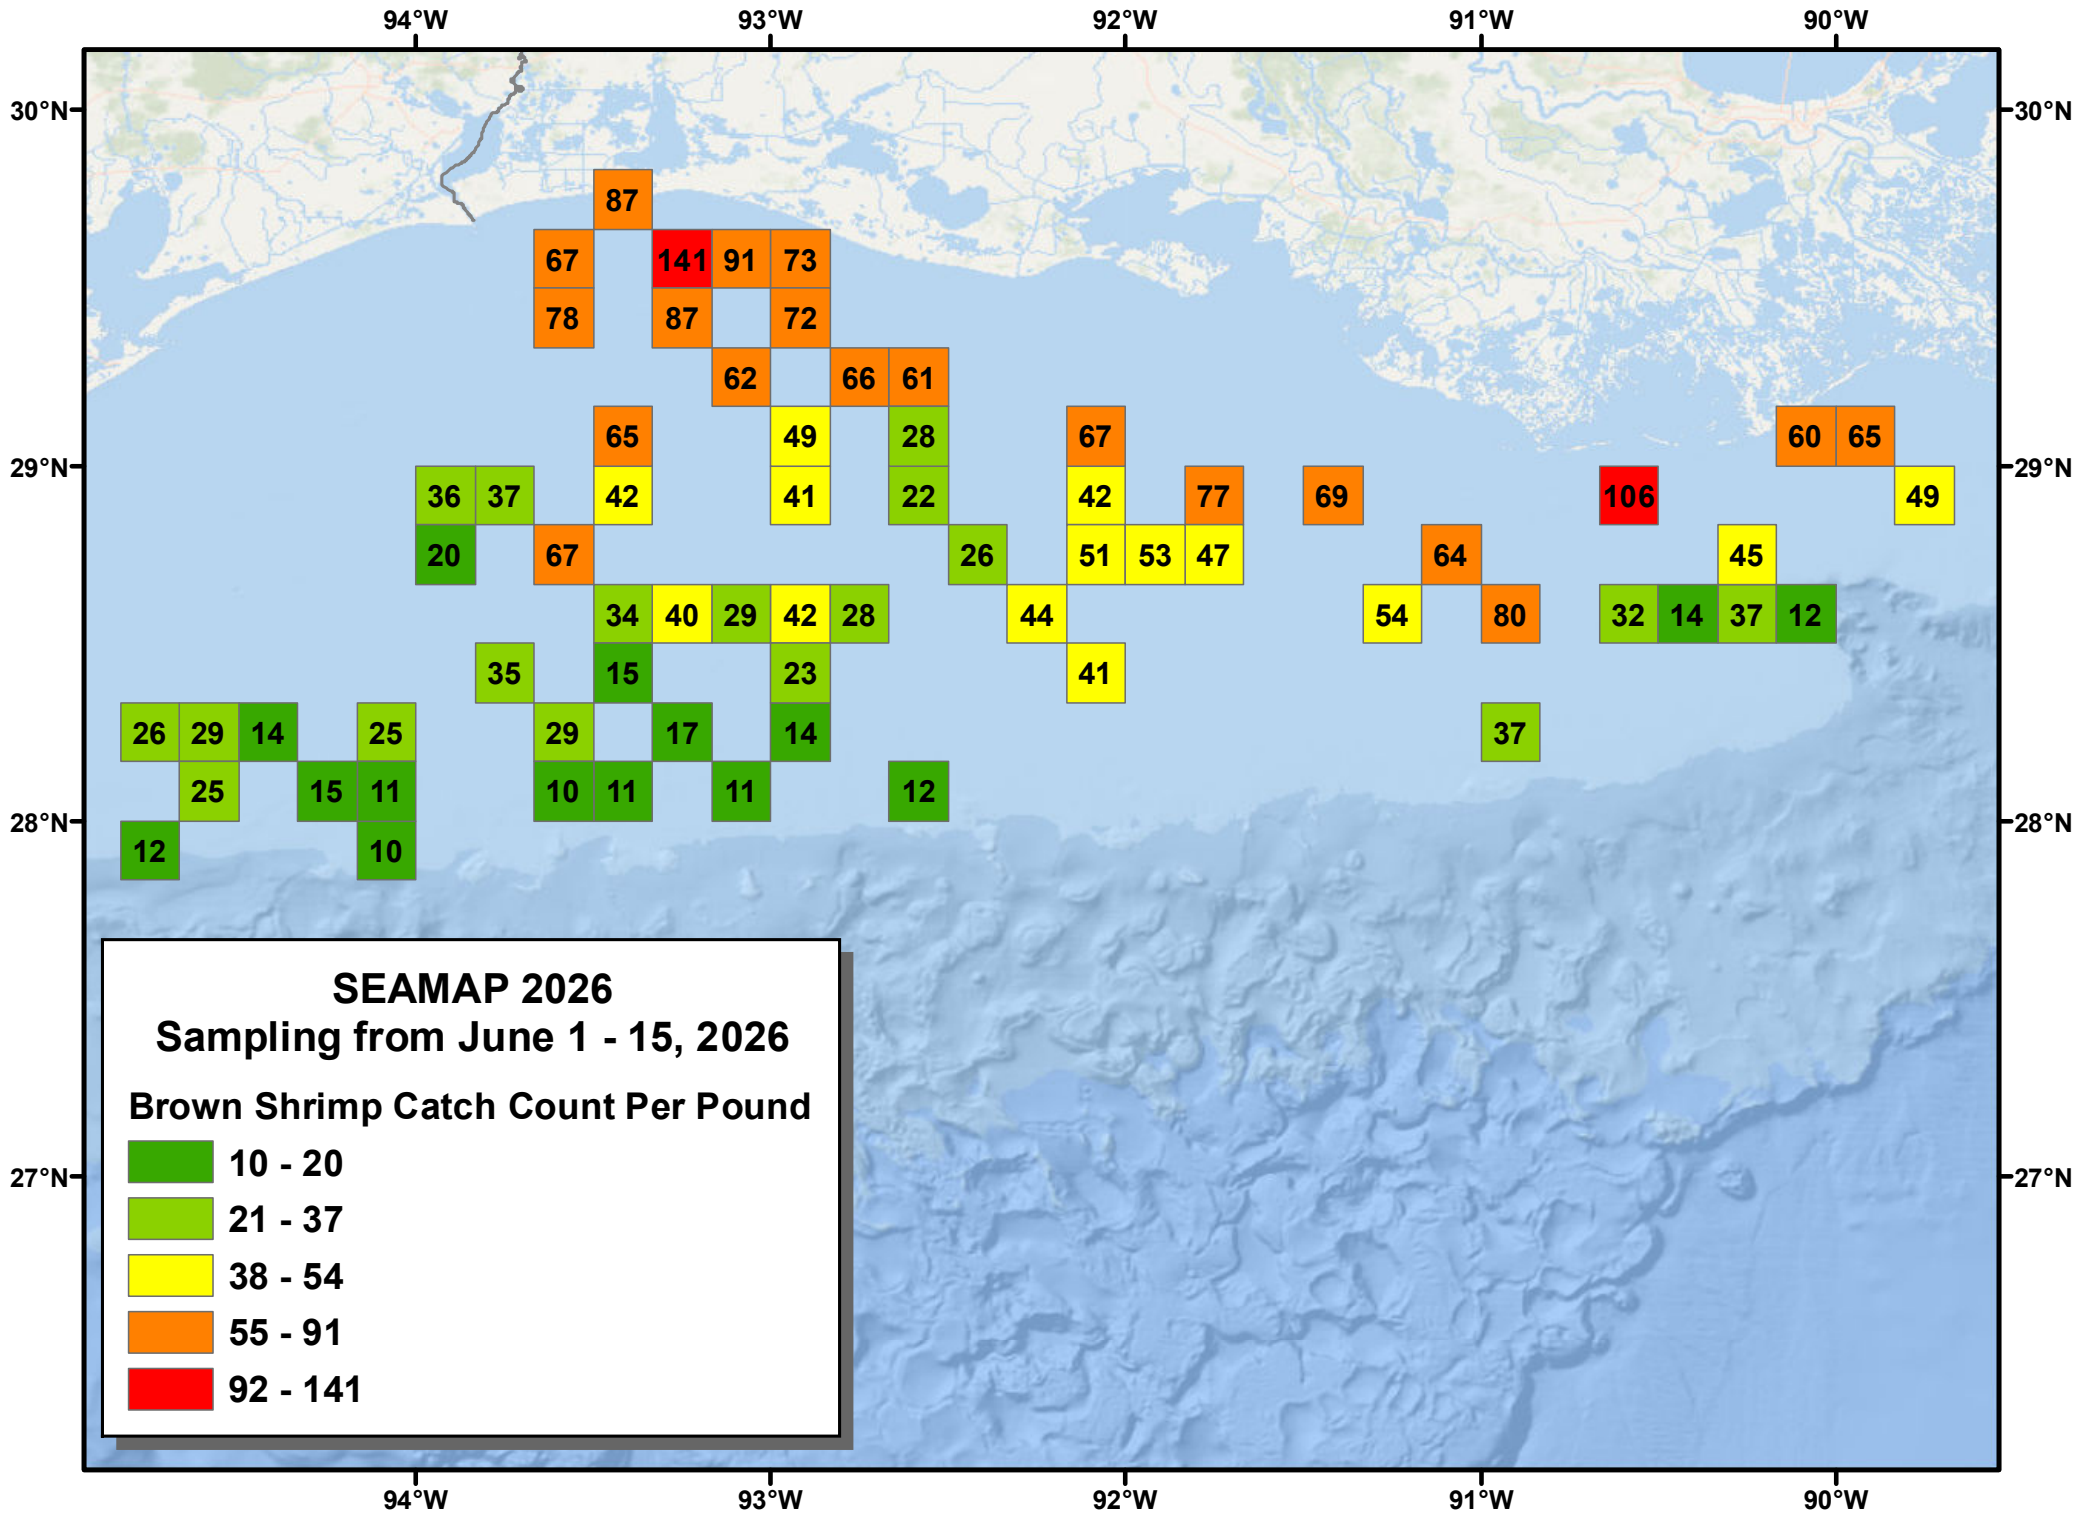 94°W 93°W 92°W 91°W 90°W
30°N 30°N
87
67 141 91 73
78 87 72
62 66 61
65 49 28 67 60 65
29°N 29°N
36 37 42 41 22 42 77 69 106 49
20 67 26 51 53 47 64 45
34 40 29 42 28 44 54 80 32 14 37 12
35 15 23 41
26 29 14 25 29 17 14 37
25 15 11 10 11 11 12
28°N 28°N
12 10
SEAMAP 2026
Sampling from June 1 - 15, 2026
Brown Shrimp Catch Count Per Pound
10 - 20
27°N 27°N
21 - 37
38 - 54
55 - 91
92 - 141
94°W 93°W 92°W 91°W 90°W